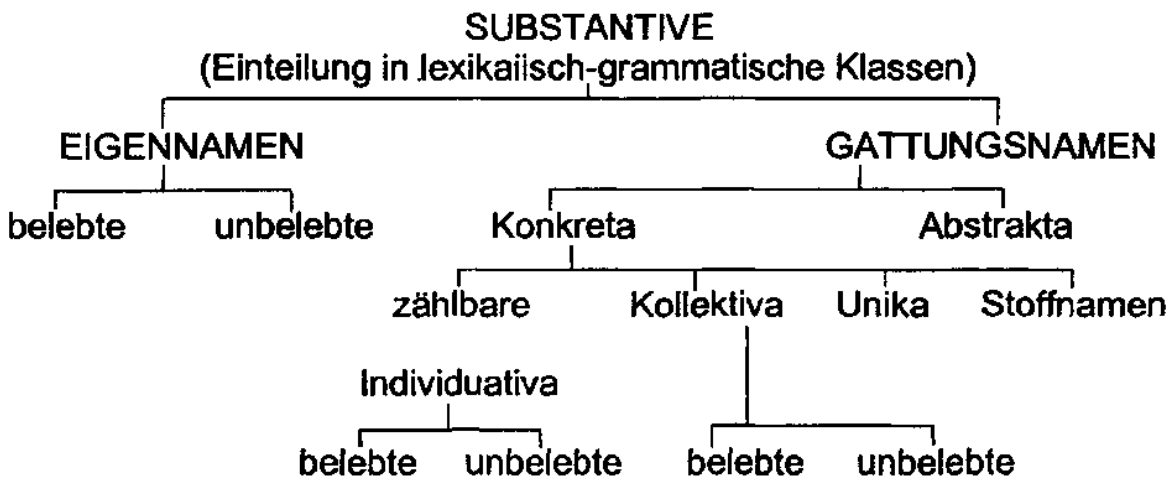 SUBSTANTIVE
(Einteilung in lexikaiisch-grammatische Klassen)
EIGENNAMEN GATTUNGSNAMEN
belebte unbelebte Konkreta Abstrakta
zählbare Kollektiva Unika Stoffnamen
Individuativa
belebte unbelebte belebte unbelebte